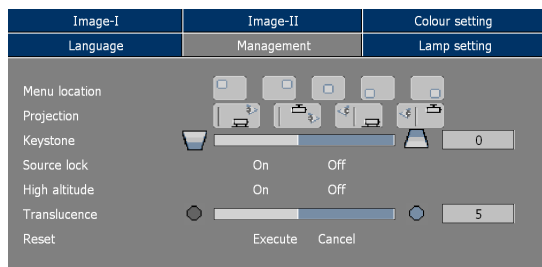 Image-I Image-II Colour setting
Language Management Lamp setting
Menu location
Projection
Keystone 0
Source lock On Off
High altitude On Off
Translucence 5
Reset Execute Cancel